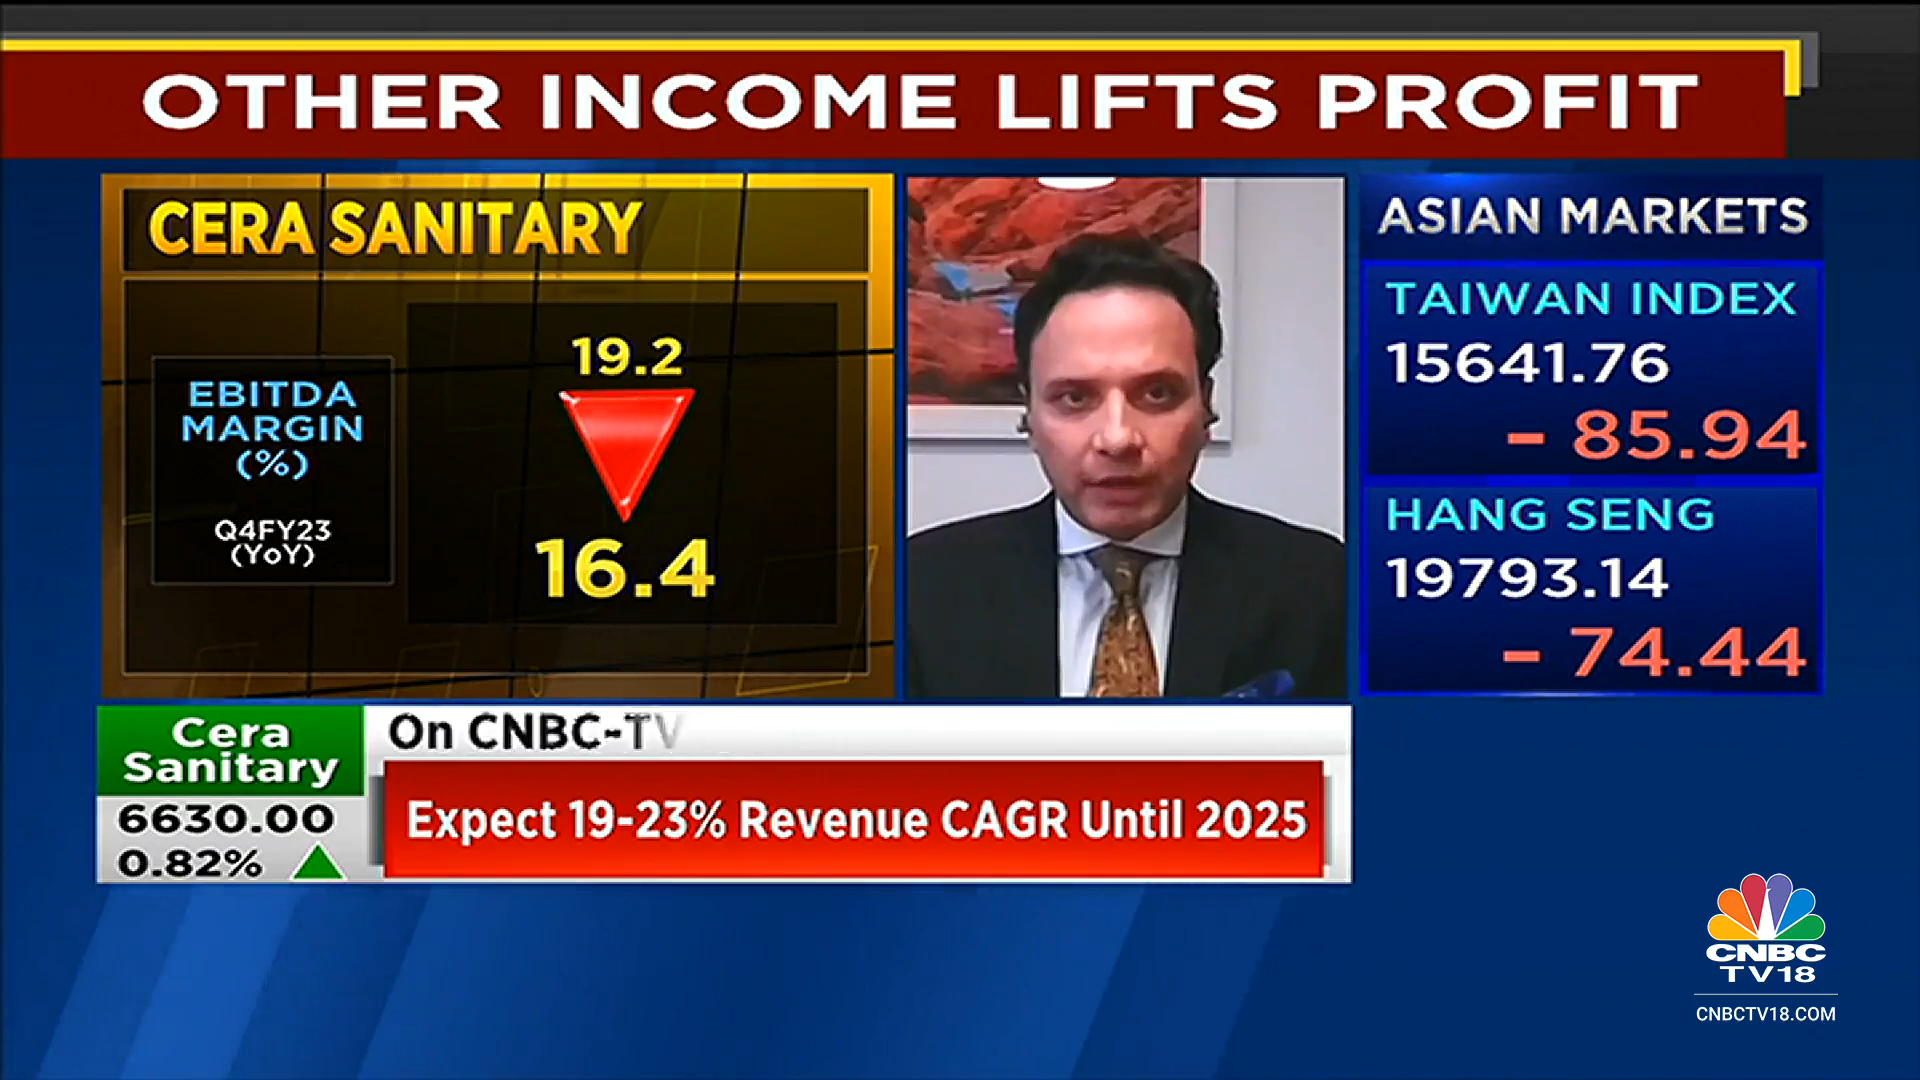 OTHER INCOME LIFTS PROFIT
CERA SANITARY
EBITDA
MARGIN
(%)
Q4FY23
(YoY)
19.2
16.4
ASIAN MARKETS
TAIWAN INDEX
15641.76
- 85.94
HANG SENG
19793.14
- 74.44
Cera
Sanitary
6630.00
0.82%
On CNBC-TV
Expect 19-23% Revenue CAGR Until 2025
CNBC
TV18
CNBCTV18.COM